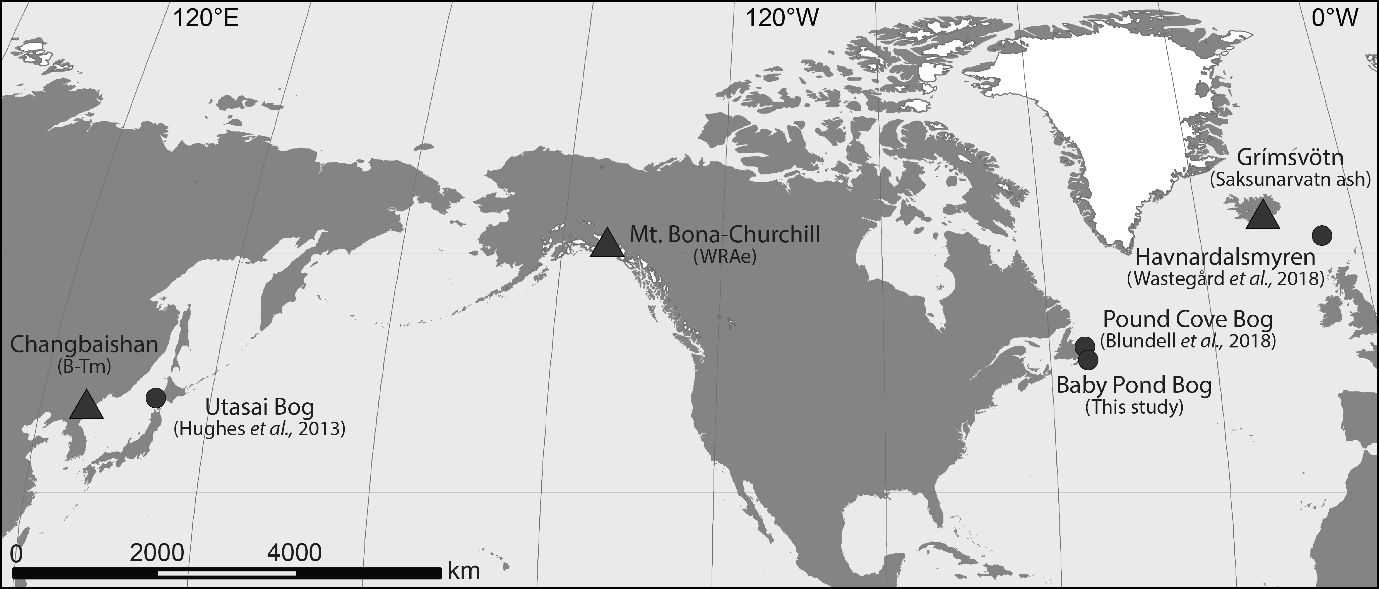 120°E
120°W
0°W
Grímsvötn
(Saksunarvatn ash)
Mt. Bona-Churchill
(WRAe)
Havnardalsmyren
(Wastegård et al., 2018)
Pound Cove Bog
(Blundell et al., 2018)
Changbaishan
(B-Tm)
Baby Pond Bog
(This study)
Utasai Bog
(Hughes et al., 2013)
0 2000 4000
km